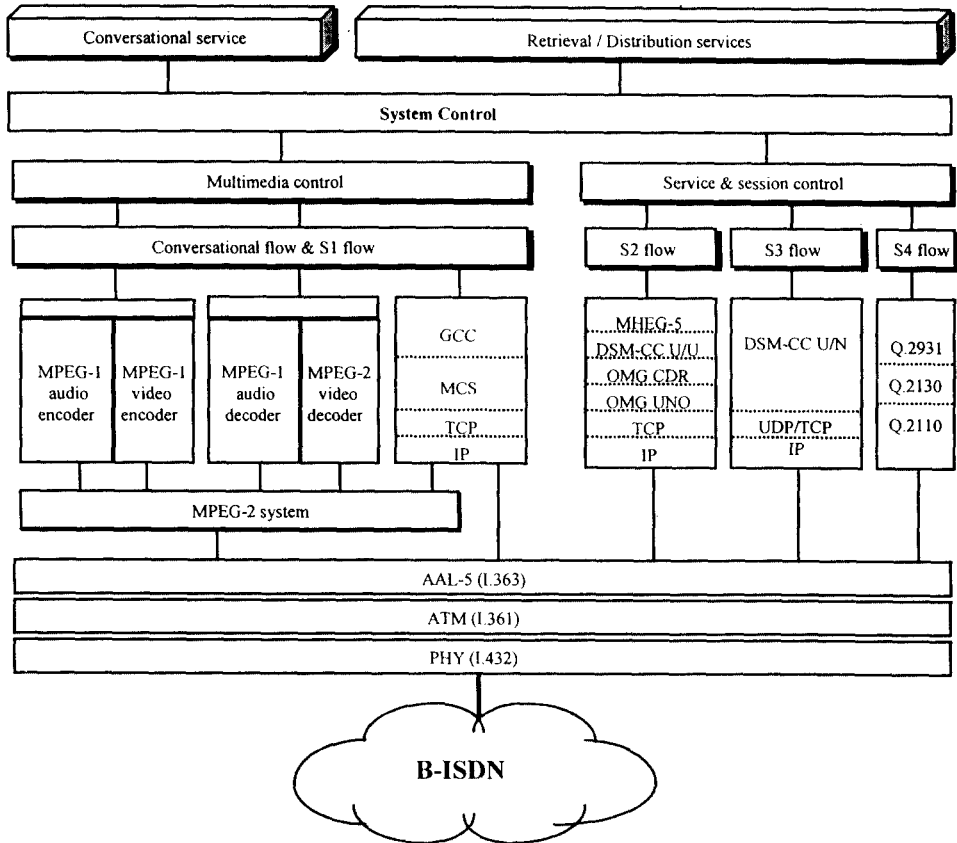 Conversational service
Retrieval / Distribution services
System Control
Multimedia control
Service & session control
Conversational flow & S1 flow
S2 flow
S3 flow
S4 flow
MPEG-1
audio
encoder
MPEG-1
video
encoder
MPEG-1
audio
decoder
MPEG-2
video
decoder
GCC
MCS
TCP
IP
MHEG-5
DSM-CC U/U
OMG CDR
OMG UNO
TCP
IP
DSM-CC U/N
UDP/TCP
IP
Q.2931
Q.2130
Q.2110
MPEG-2 system
AAL-5 (I.363)
ATM (I.361)
PHY (I.432)
B-ISDN